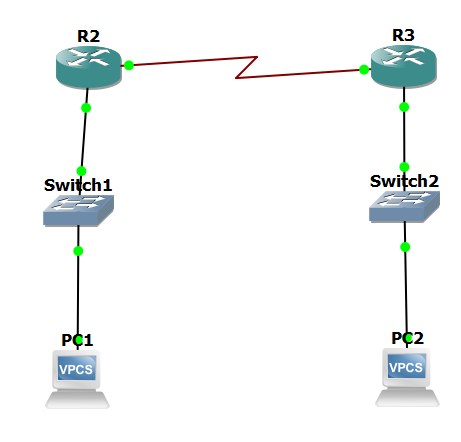 R2
R3
Switch1
Switch2
PC1
PC2
VPCS
VPCS